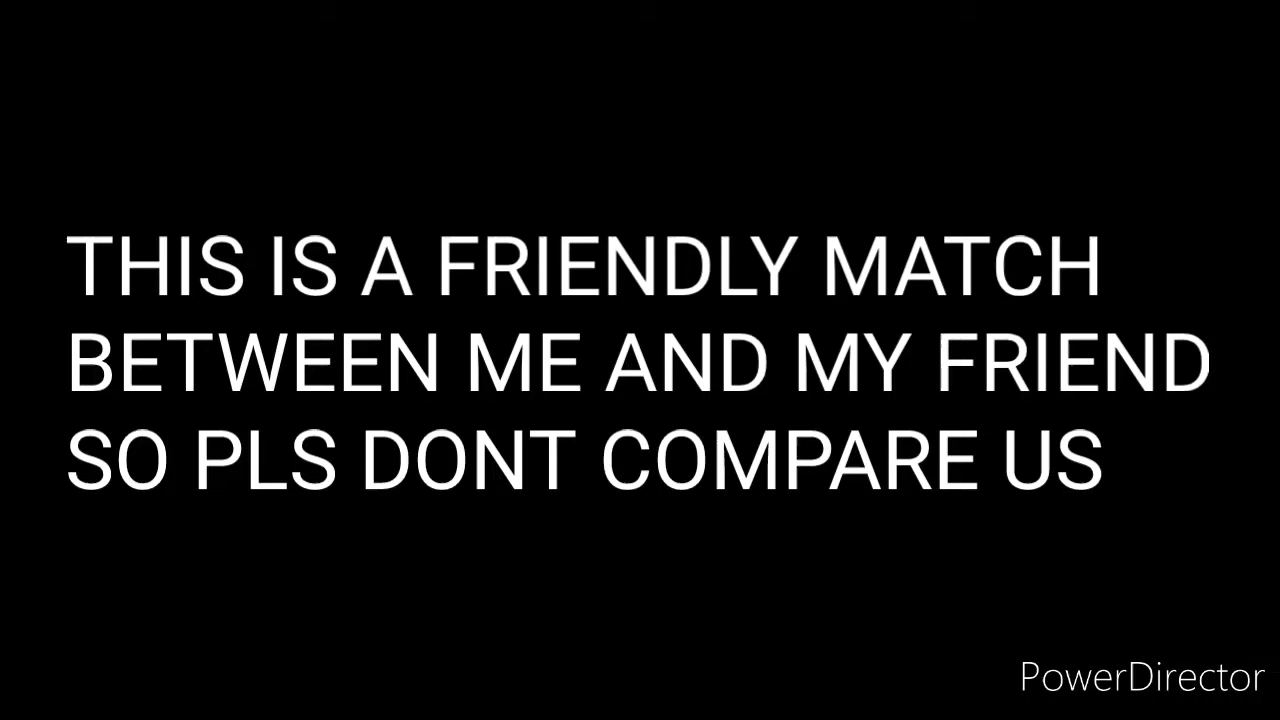 THIS IS A FRIENDLY MATCH
BETWEEN ME AND MY FRIEND
SO PLS DONT COMPARE US
PowerDirector